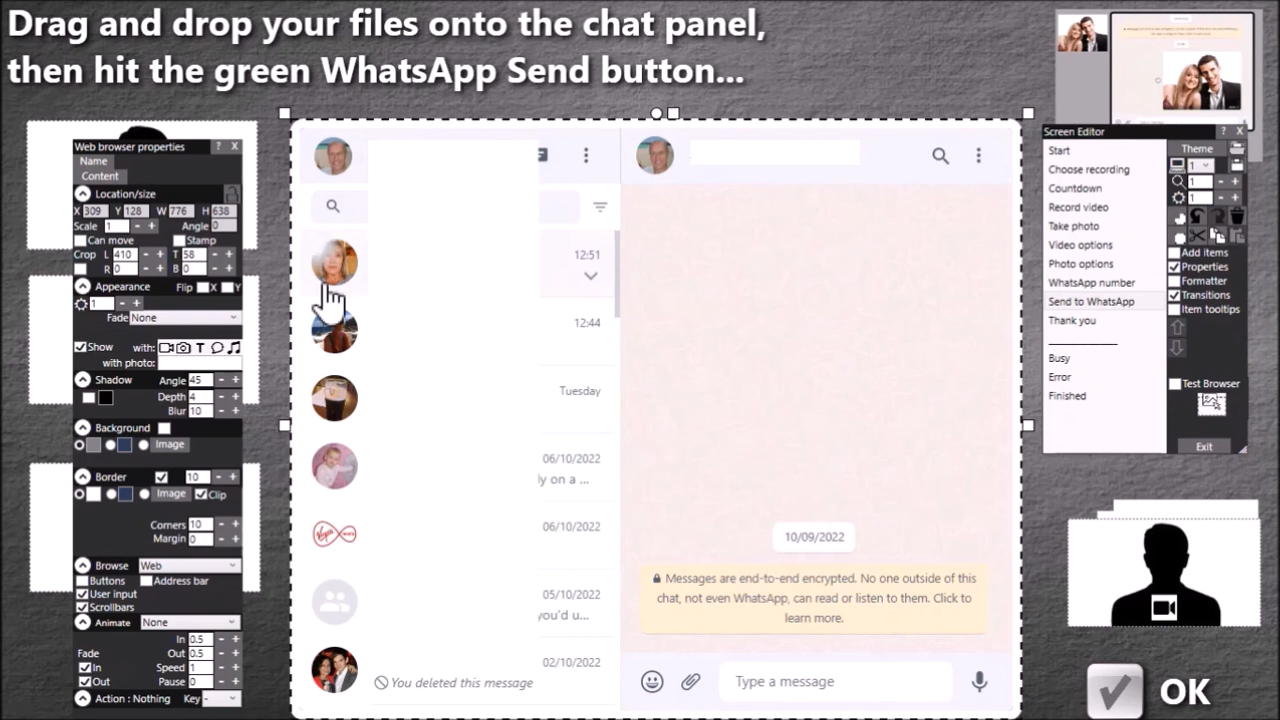 Drag and drop your files onto the chat panel,
then hit the green WhatsApp Send button...
Web browser properties ? X
Name
Content
Location/size
X 309 Y 128 W 776 H 638
Scale 1 - + Angle 0
Can move Stamp
Crop L 410 - + T 58 - +
R 0 - + B 0 - +
Appearance Flip X Y
1 - +
Fade None
Show with: T
with photo:
Shadow Angle 45 - +
Depth 4 - +
Blur 10 - +
Background
Image
Border 10 - +
Image Clip
Corners 10 - +
Margin 0 - +
Browse Web
Buttons Address bar
User input
Scrollbars
Animate None
In 0.5 - +
Fade Out 0.5 - +
In Speed 1 - +
Out Pause 0 - +
Action : Nothing Key -
12:51
12:44
Tuesday
06/10/2022
ly on a ...
06/10/2022
Virgin
05/10/2022
you'd u...
02/10/2022
You deleted this message
10/09/2022
Messages are end-to-end encrypted. No one outside of this
chat, not even WhatsApp, can read or listen to them. Click to
learn more.
Type a message
Screen Editor ? X
Start
Choose recording
Countdown
Record video
Take photo
Video options
Photo options
WhatsApp number
Send to WhatsApp
Thank you
Busy
Error
Finished
Theme
1
1 - +
1 - +
Add items
Properties
Formatter
Transitions
Item tooltips
Test Browser
Exit
OK